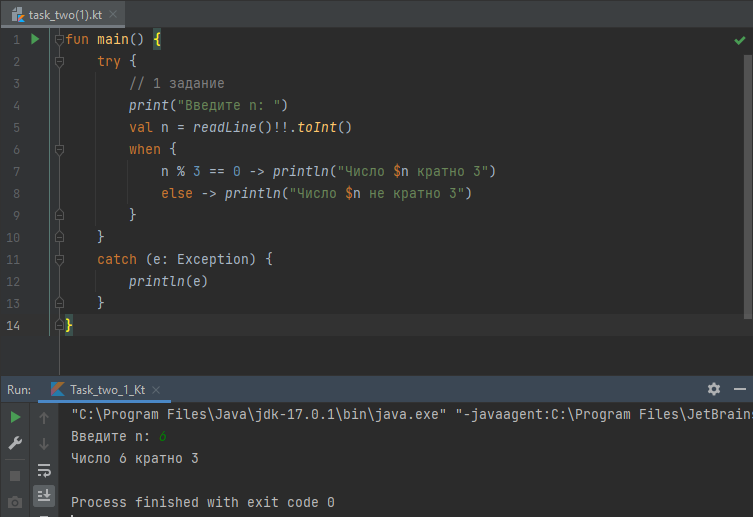 task_two(1).kt
1 fun main() {
2 try {
3 // 1 задание
4 print("Введите n: ")
5 val n = readLine()!!.toInt()
6 when {
7 n % 3 == 0 -> println("Число $n кратно 3")
8 else -> println("Число $n не кратно 3")
9 }
10 }
11 catch (e: Exception) {
12 println(e)
13 }
14 }
Run: Task_two_1_Kt
"C:\Program Files\Java\jdk-17.0.1\bin\java.exe" "-javaagent:C:\Program Files\JetBrains
Введите n: 6
Число 6 кратно 3
Process finished with exit code 0